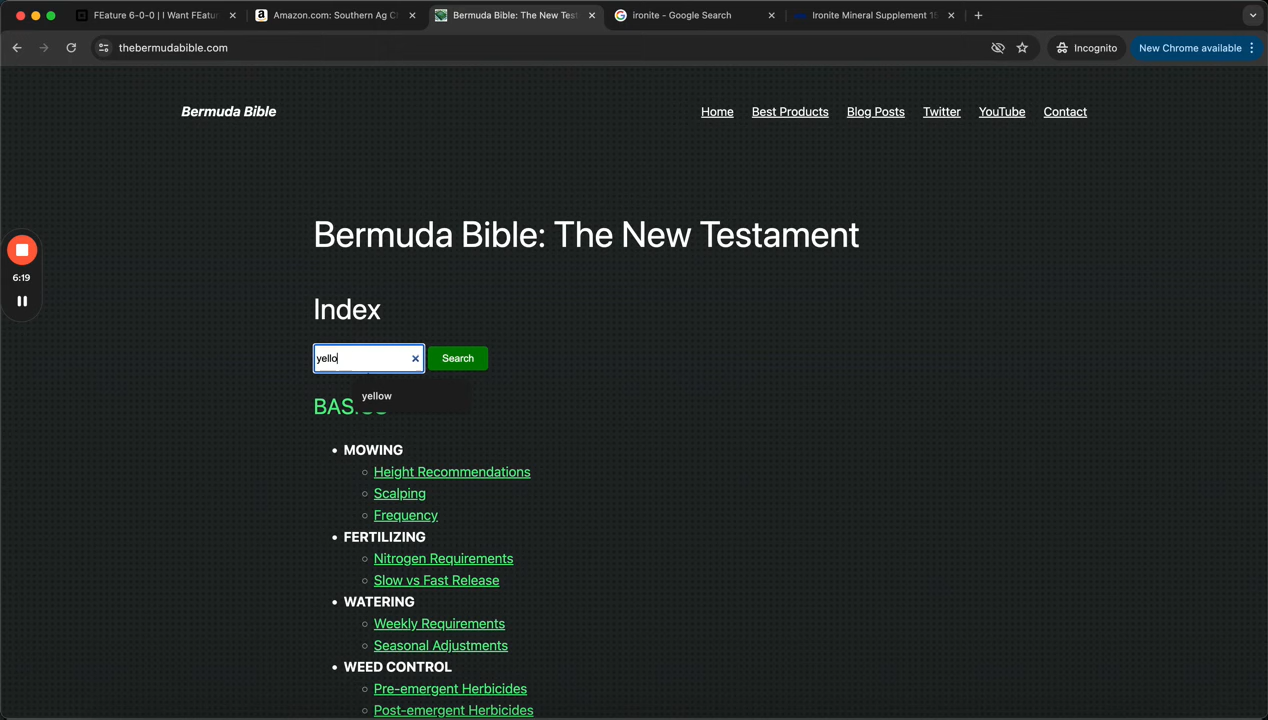 FEature 6-0-0 | I Want FEatur
Amazon.com: Southern Ag C
Bermuda Bible: The New Test
ironite - Google Search
Ironite Mineral Supplement 1
thebermudabible.com
Incognito
New Chrome available
Bermuda Bible
Home
Best Products
Blog Posts
Twitter
YouTube
Contact
Bermuda Bible: The New Testament
6:19
Index
yello
Search
yellow
MOWING
Height Recommendations
Scalping
Frequency
FERTILIZING
Nitrogen Requirements
Slow vs Fast Release
WATERING
Weekly Requirements
Seasonal Adjustments
WEED CONTROL
Pre-emergent Herbicides
Post-emergent Herbicides